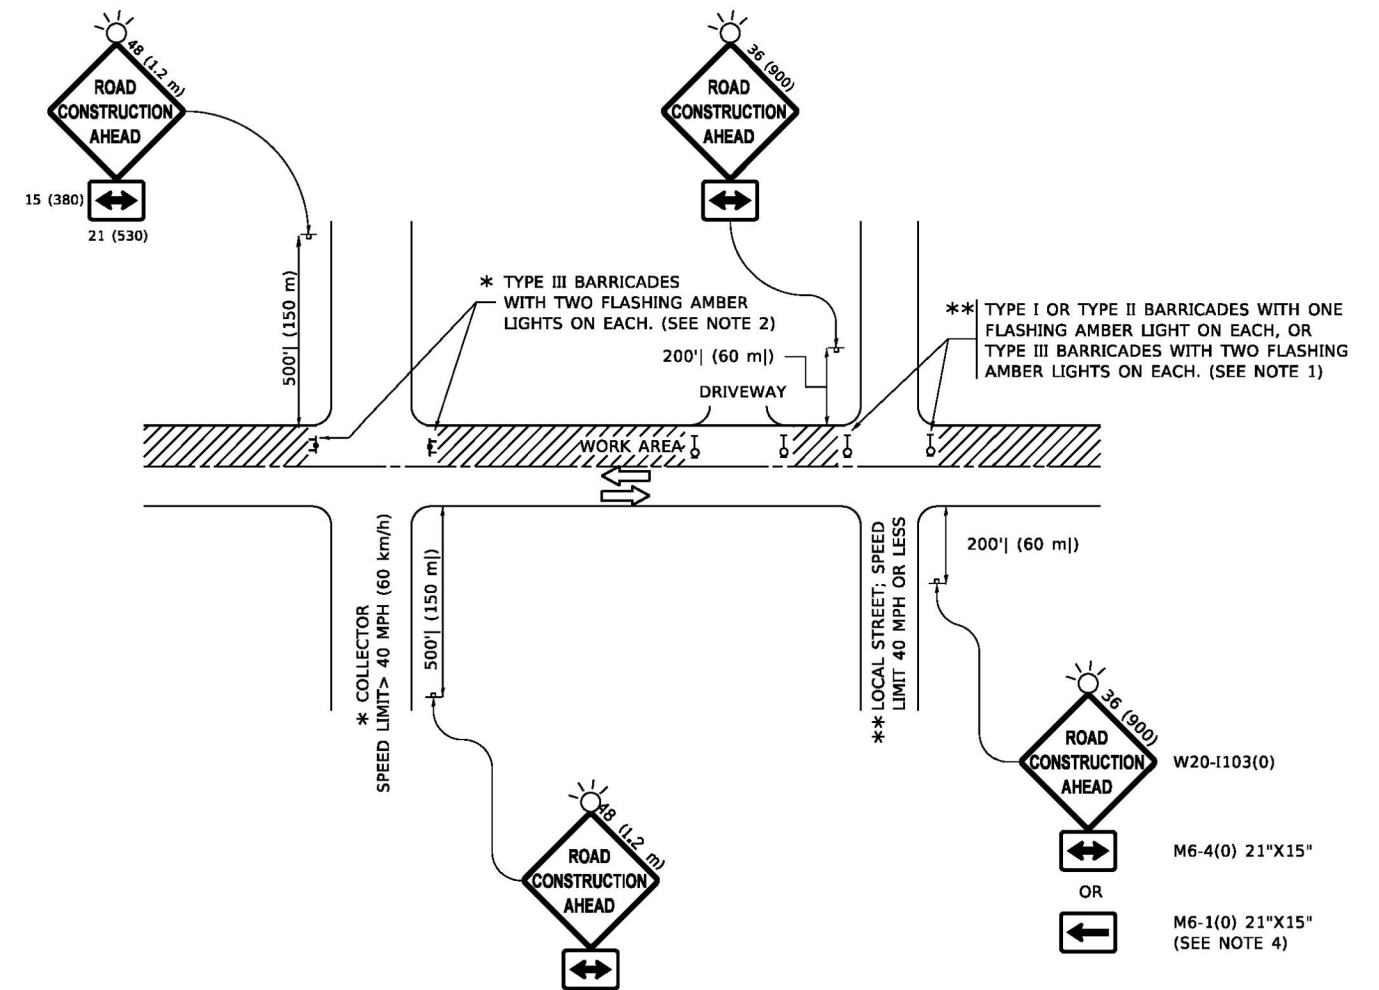 48 (1.2 m)
ROAD
CONSTRUCTION
AHEAD
15 (380)
21 (530)
36 (900)
ROAD
CONSTRUCTION
AHEAD
500'| (150 m)
* TYPE III BARRICADES
WITH TWO FLASHING AMBER
LIGHTS ON EACH. (SEE NOTE 2)
200'| (60 m|)
DRIVEWAY
** TYPE I OR TYPE II BARRICADES WITH ONE
FLASHING AMBER LIGHT ON EACH, OR
TYPE III BARRICADES WITH TWO FLASHING
AMBER LIGHTS ON EACH. (SEE NOTE 1)
WORK AREA
* COLLECTOR
SPEED LIMIT> 40 MPH (60 km/h)
500'| (150 m|)
** LOCAL STREET; SPEED
LIMIT 40 MPH OR LESS
200'| (60 m|)
48 (1.2 m)
ROAD
CONSTRUCTION
AHEAD
36 (900)
ROAD
CONSTRUCTION
AHEAD
W20-I103(0)
M6-4(0) 21"X15"
OR
M6-1(0) 21"X15"
(SEE NOTE 4)